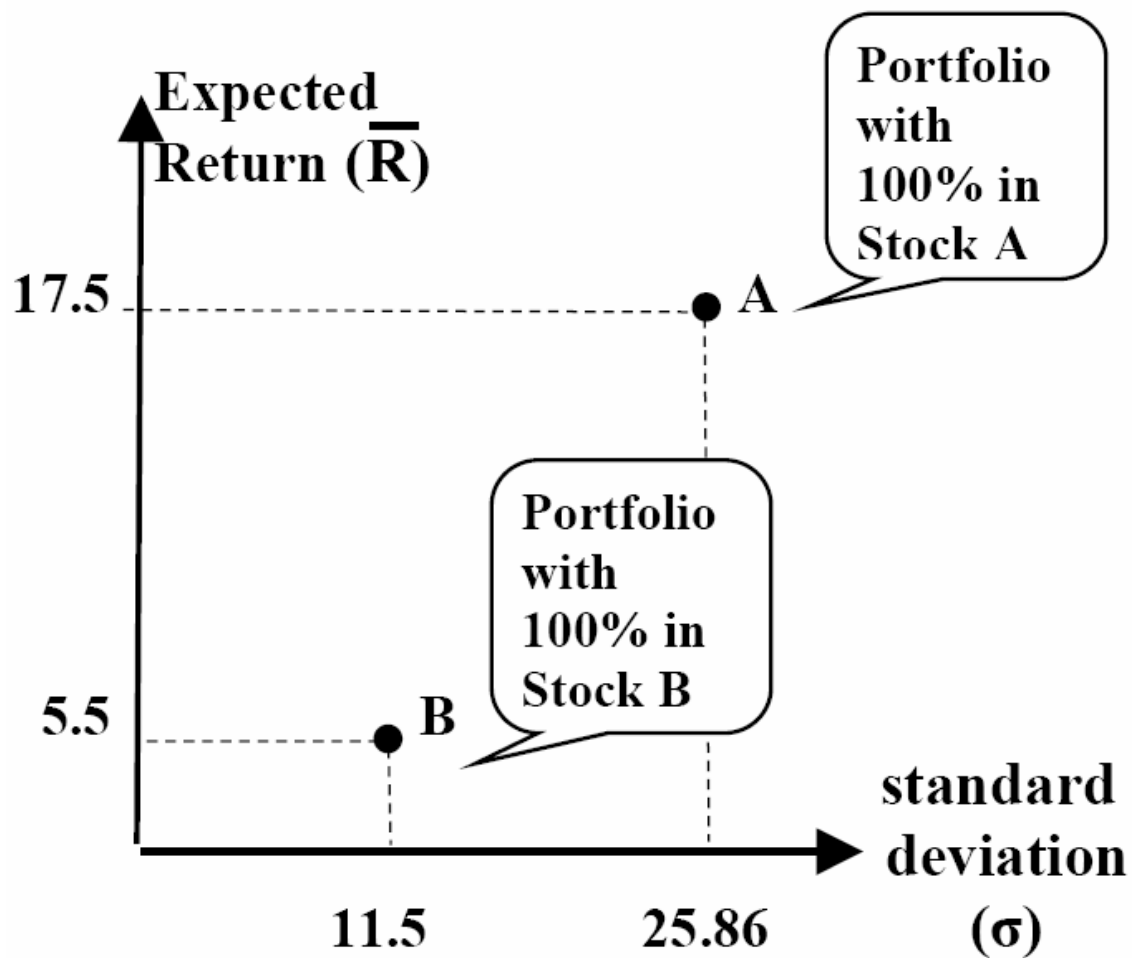 Expected
Return (R̅)
Portfolio
with
100% in
Stock A
17.5
A
Portfolio
with
100% in
Stock B
5.5
B
standard
deviation
(σ)
11.5
25.86